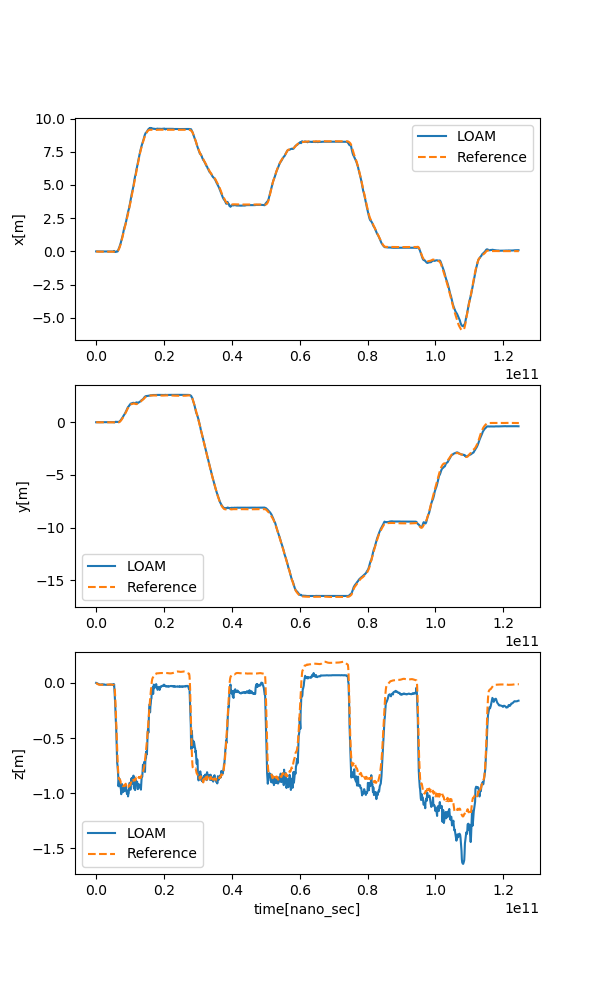 10.0
7.5
5.0
2.5
0.0
−2.5
−5.0
x[m]
LOAM
Reference
0.0 0.2 0.4 0.6 0.8 1.0 1.2
1e11
0
−5
−10
−15
y[m]
LOAM
Reference
0.0 0.2 0.4 0.6 0.8 1.0 1.2
1e11
0.0
−0.5
−1.0
−1.5
z[m]
LOAM
Reference
0.0 0.2 0.4 0.6 0.8 1.0 1.2
time[nano_sec]
1e11